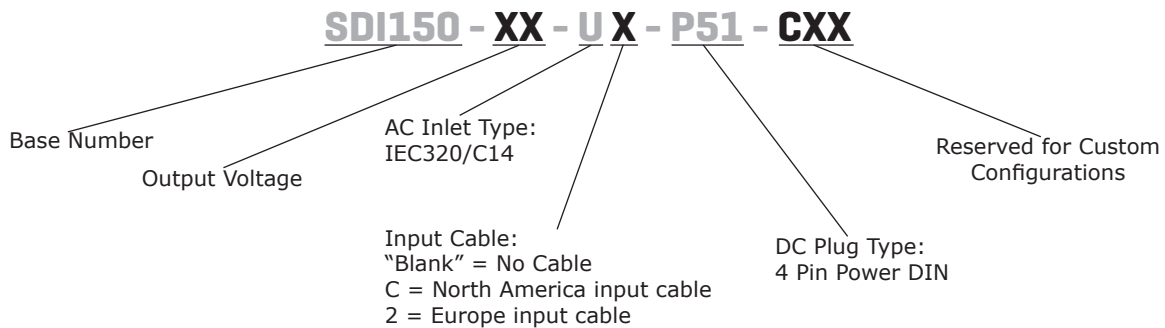 SDI150 - XX - U X - P51 - CXX
Base Number
Output Voltage
AC Inlet Type:
IEC320/C14
Input Cable:
“Blank” = No Cable
C = North America input cable
2 = Europe input cable
DC Plug Type:
4 Pin Power DIN
Reserved for Custom
Configurations